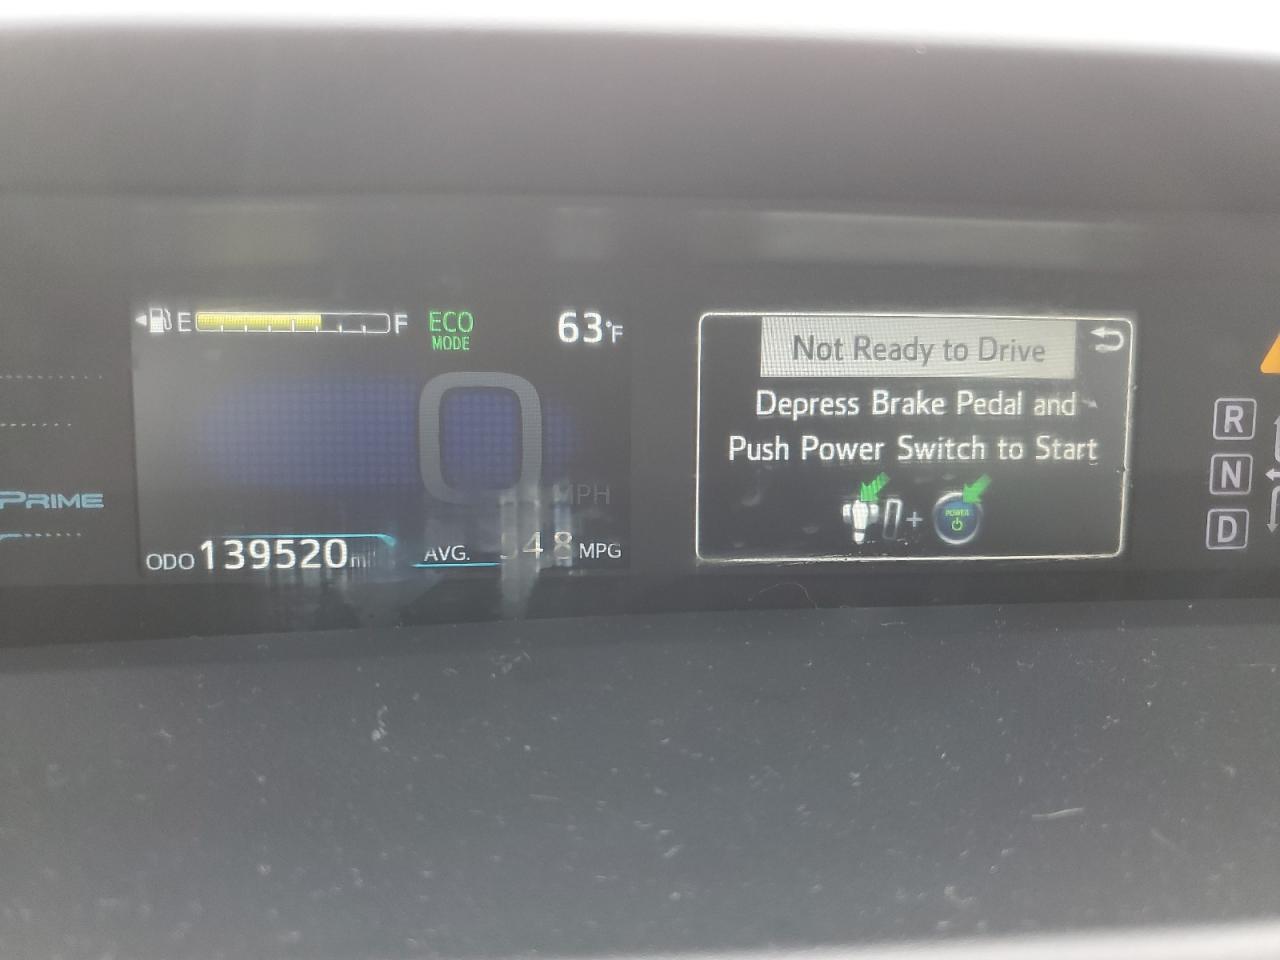 E F
ECO
MODE
63°F
0
MPH
PRIME
ODO 139520 mi
AVG.
MPG
Not Ready to Drive
Depress Brake Pedal and
Push Power Switch to Start
+
POWER
R
N
D